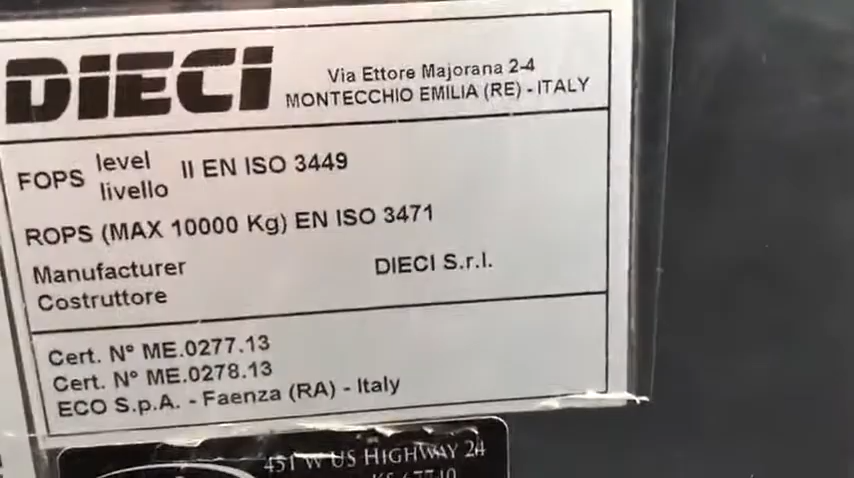 DIECI
Via Ettore Majorana 2-4
MONTECCHIO EMILIA (RE) - ITALY
FOPS level livello II EN ISO 3449
ROPS (MAX 10000 Kg) EN ISO 3471
Manufacturer
Costruttore
DIECI S.r.l.
Cert. N° ME.0277.13
Cert. N° ME.0278.13
ECO S.p.A. - Faenza (RA) - Italy
451 W US HIGHWAY 24